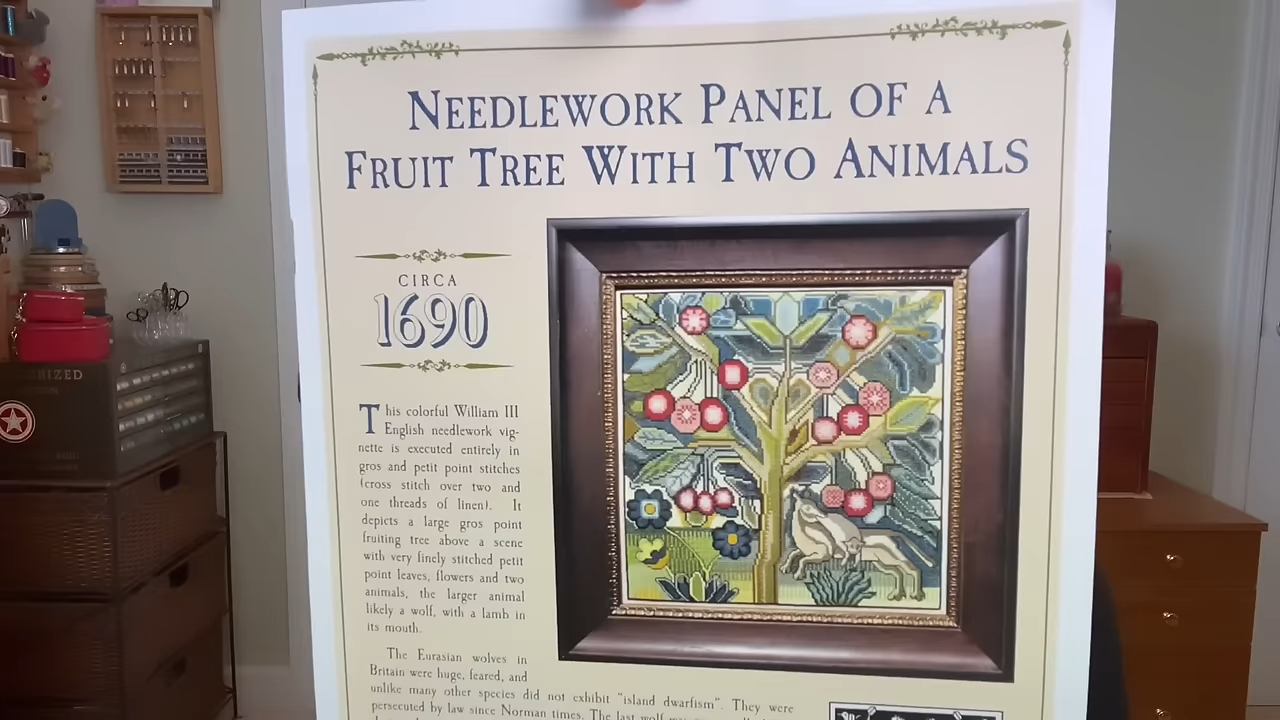 NEEDLEWORK PANEL OF A
FRUIT TREE WITH TWO ANIMALS
CIRCA
1690
This colorful William III
English needlework vig-
nette is executed entirely in
gros and petit point stitches
(cross stitch over two and
one threads of linen). It
depicts a large gros point
fruiting tree above a scene
with very finely stitched petit
point leaves, flowers and two
animals, the larger animal
likely a wolf, with a lamb in
its mouth.
The Eurasian wolves in
Britain were huge, feared, and
unlike many other species did not exhibit "island dwarfism". They were
persecuted by law since Norman times. The last wolf